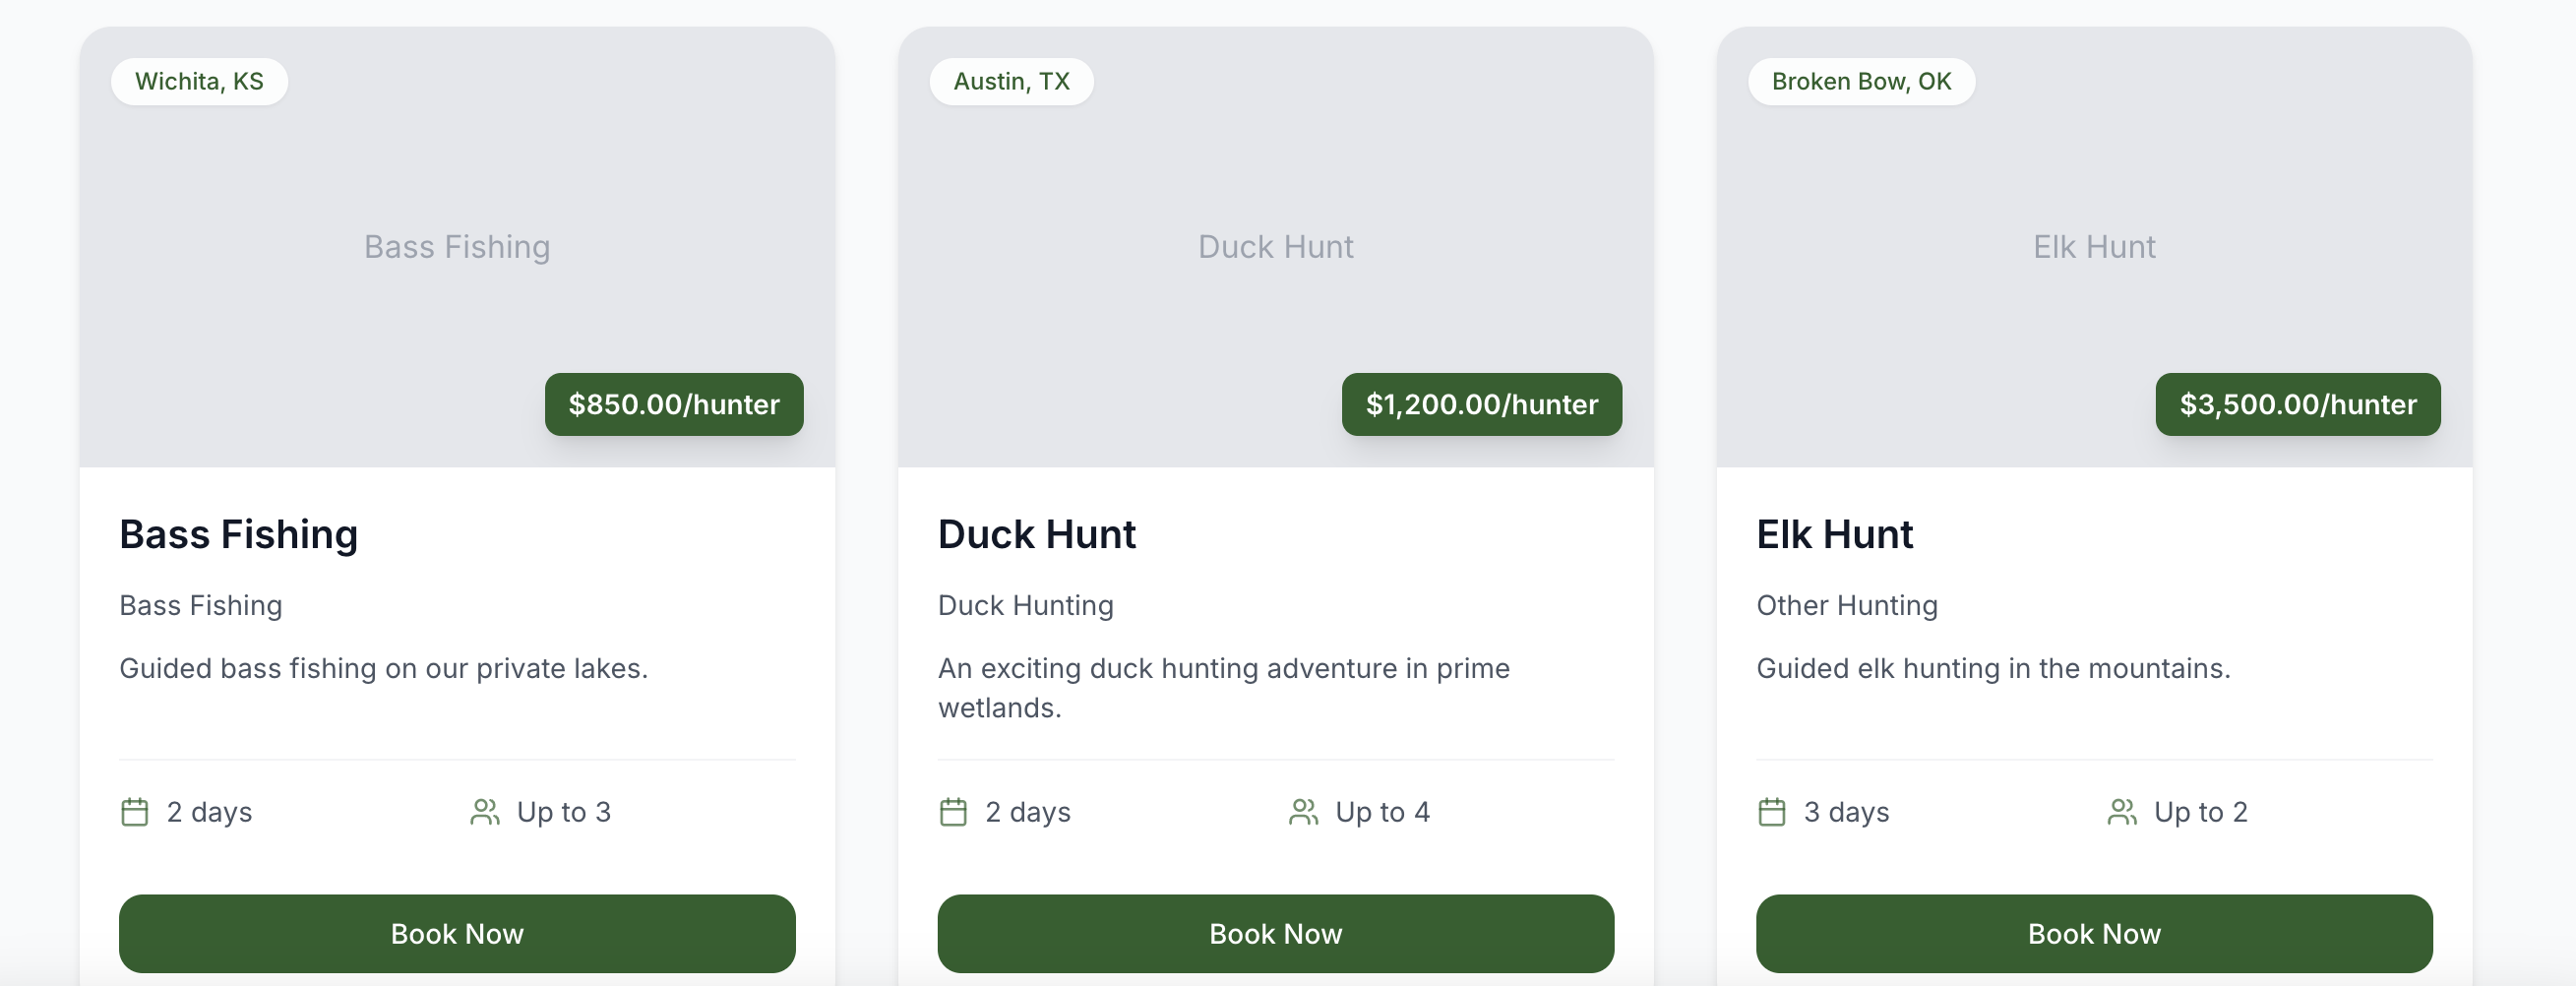 Wichita, KS
Bass Fishing
$850.00/hunter
Bass Fishing
Bass Fishing
Guided bass fishing on our private lakes.
2 days
Up to 3
Book Now
Austin, TX
Duck Hunt
$1,200.00/hunter
Duck Hunt
Duck Hunting
An exciting duck hunting adventure in prime
wetlands.
2 days
Up to 4
Book Now
Broken Bow, OK
Elk Hunt
$3,500.00/hunter
Elk Hunt
Other Hunting
Guided elk hunting in the mountains.
3 days
Up to 2
Book Now